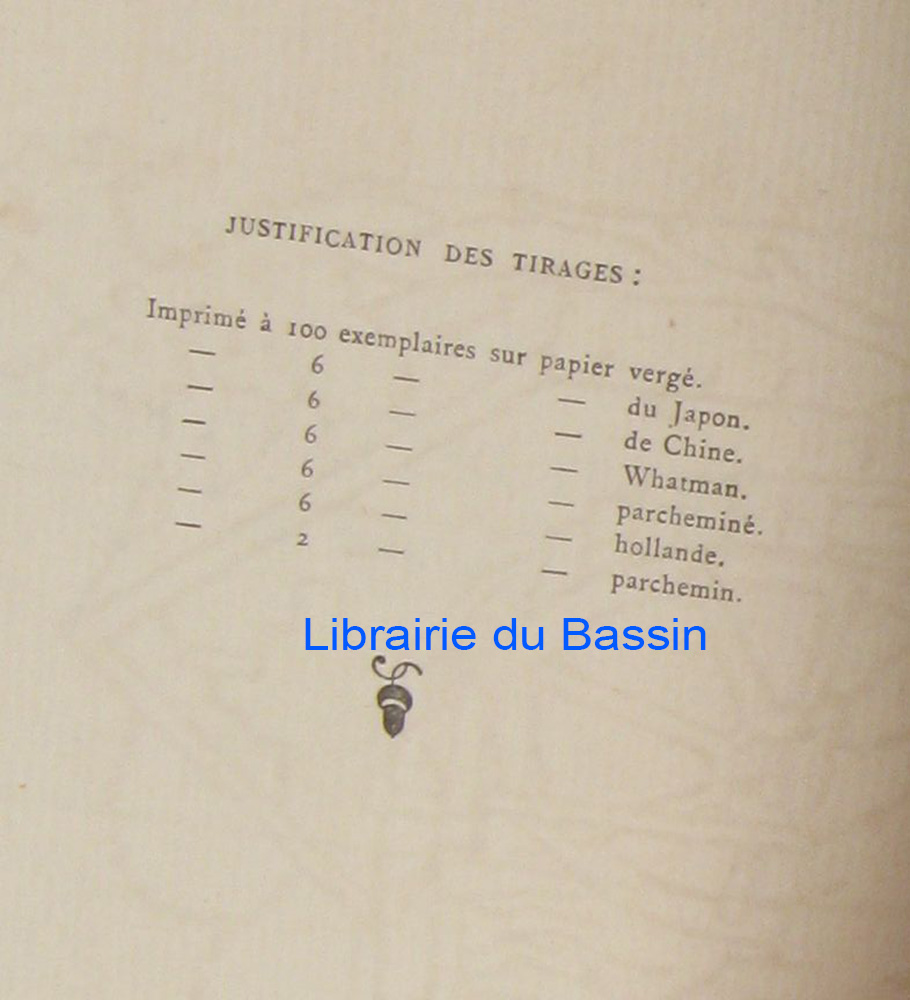 JUSTIFICATION DES TIRAGES :
Imprimé à 100 exemplaires sur papier vergé.
— 6 — — du Japon.
— 6 — — de Chine.
— 6 — — Whatman.
— 6 — — parcheminé.
— 6 — — hollande.
— 2 — — parchemin.
Librairie du Bassin